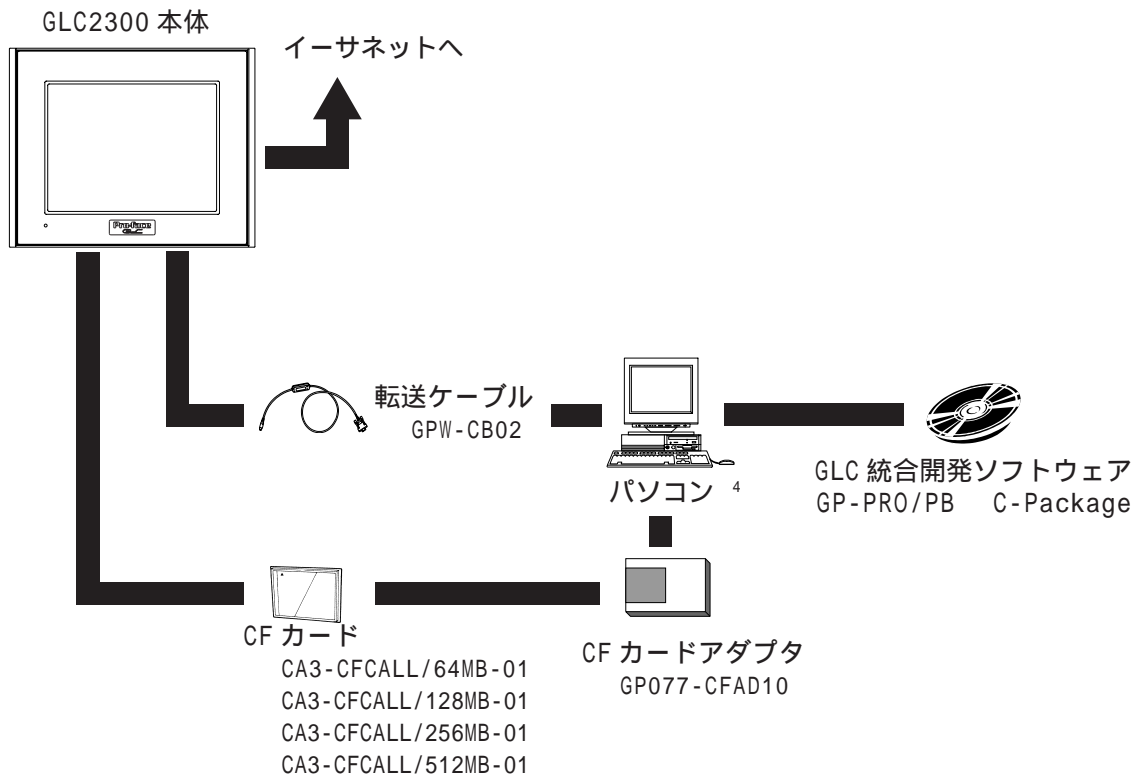 GLC2300 本体
イーサネットへ
Pro-face
GLC
転送ケーブル
GPW-CB02
パソコン 4
GLC 統合開発ソフトウェア
GP-PRO/PB C-Package
CF カード
CA3-CFCALL/64MB-01
CA3-CFCALL/128MB-01
CA3-CFCALL/256MB-01
CA3-CFCALL/512MB-01
CF カードアダプタ
GP077-CFAD10